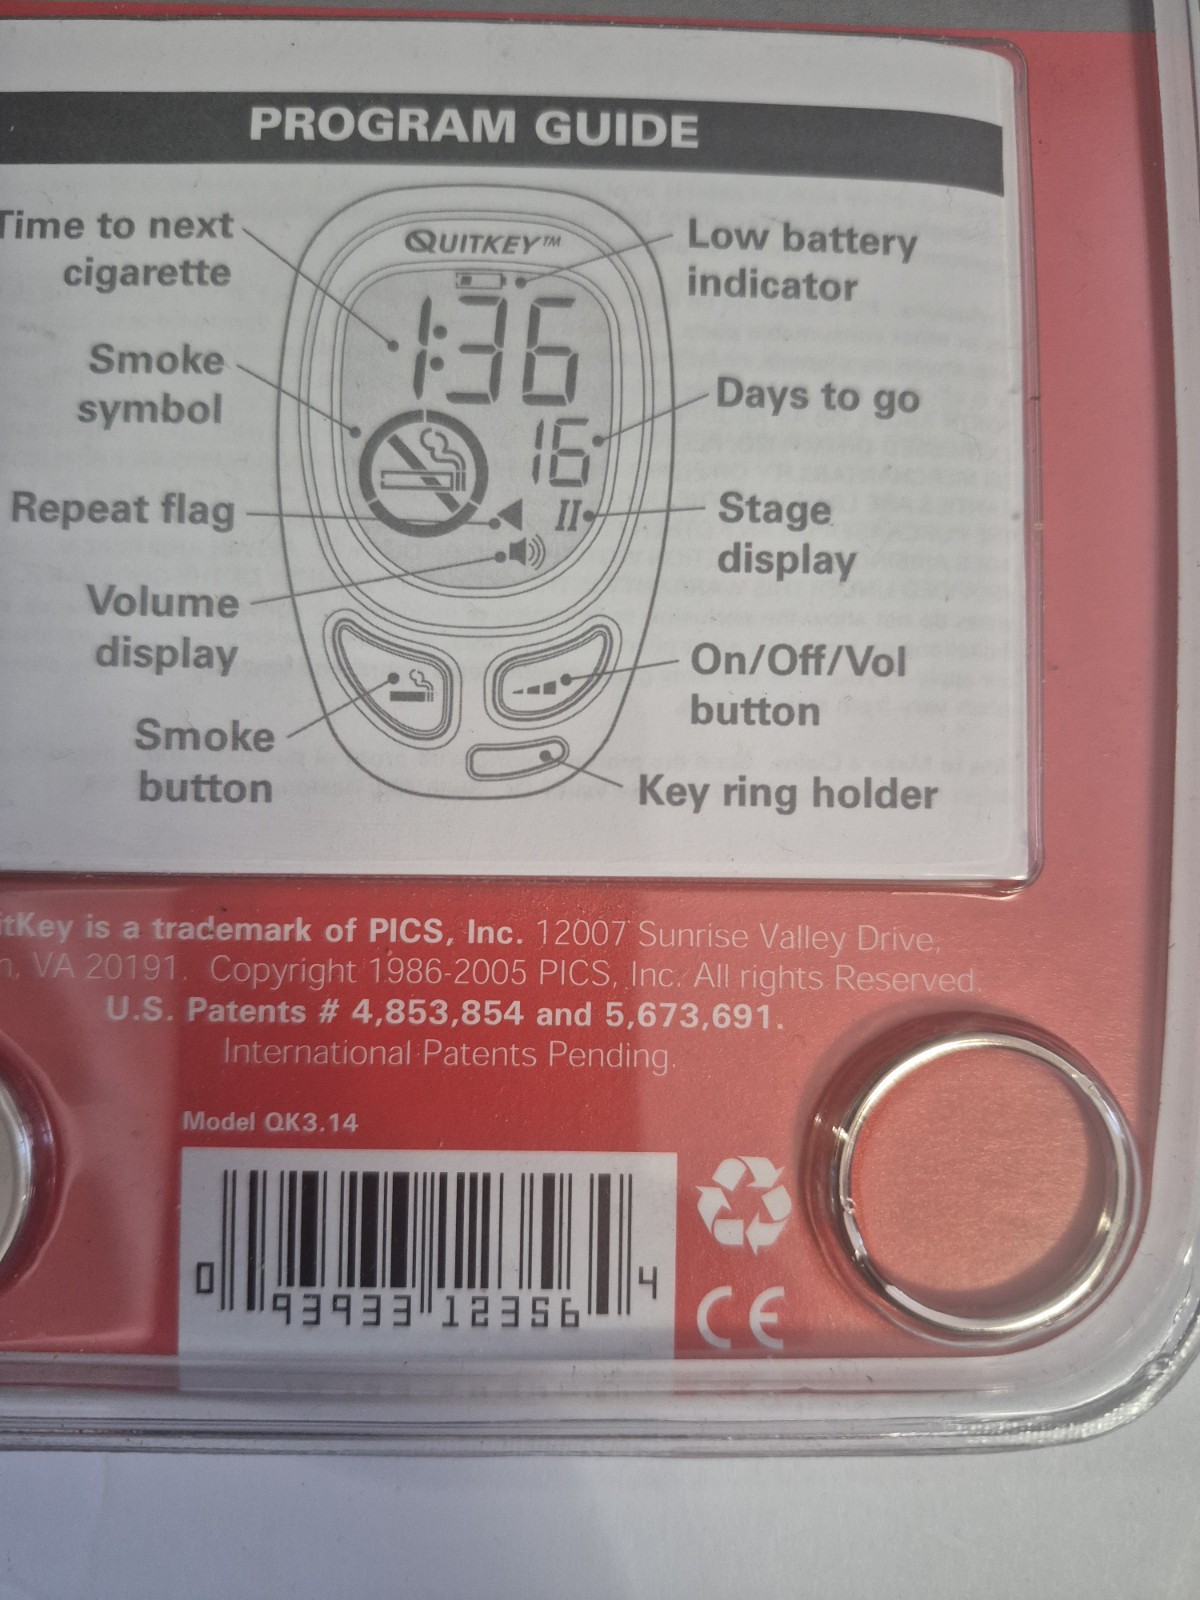 PROGRAM GUIDE
Time to next
cigarette
Smoke
symbol
Repeat flag
Volume
display
Smoke
button
QUITKEY™
1:36
16
II
Low battery
indicator
Days to go
Stage
display
On/Off/Vol
button
Key ring holder
itKey is a trademark of PICS, Inc. 12007 Sunrise Valley Drive,
n, VA 20191. Copyright 1986-2005 PICS, Inc. All rights Reserved.
U.S. Patents # 4,853,854 and 5,673,691.
International Patents Pending.
Model QK3.14
0 93933 12356 4
CE